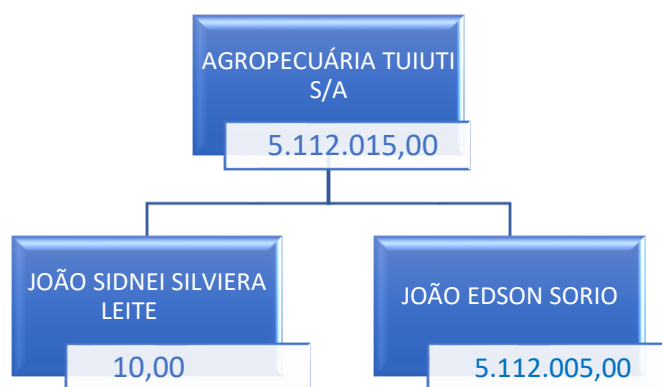 AGROPECUÁRIA TUIUTI
S/A
5.112.015,00
JOÃO SIDNEI SILVIERA
LEITE
10,00
JOÃO EDSON SORIO
5.112.005,00